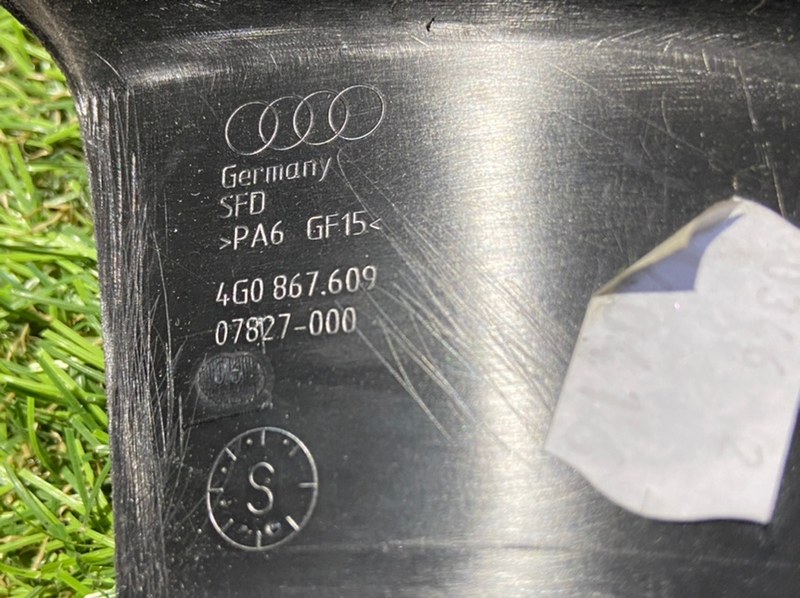 Germany
SFD
>PA6 GF15<
4G0 867.609
07827-000
S